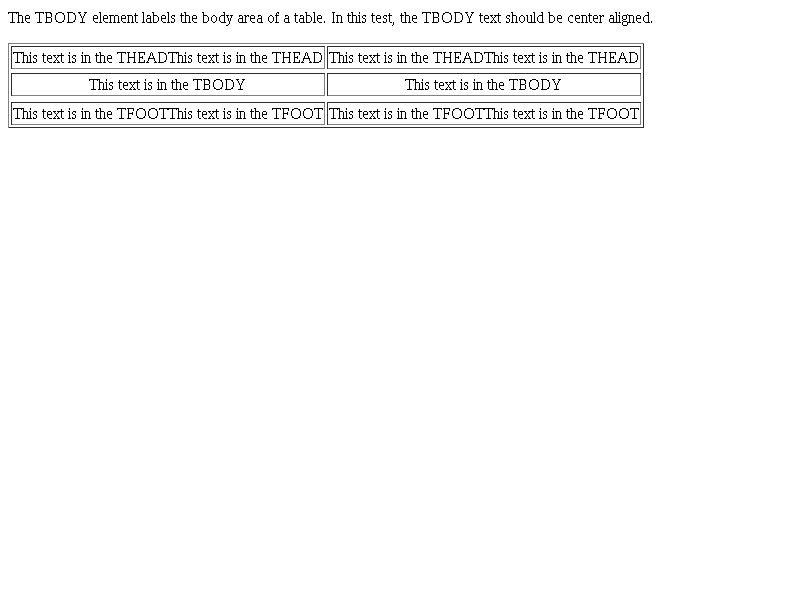 The TBODY element labels the body area of a table. In this test, the TBODY text should be center aligned.
This text is in the THEADThis text is in the THEAD This text is in the THEADThis text is in the THEAD
This text is in the TBODY This text is in the TBODY
This text is in the TFOOTThis text is in the TFOOT This text is in the TFOOTThis text is in the TFOOT